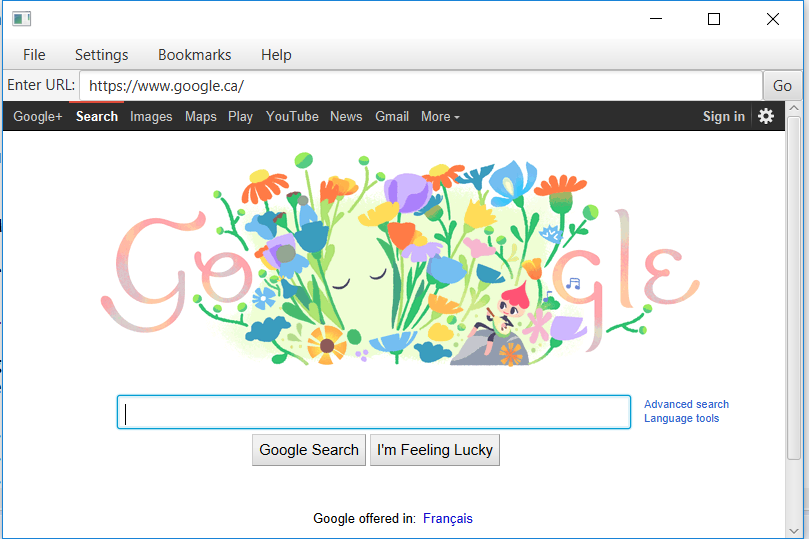 File Settings Bookmarks Help
Enter URL: https://www.google.ca/ Go
Google+ Search Images Maps Play YouTube News Gmail More Sign in
Google
Advanced search
Language tools
Google Search I'm Feeling Lucky
Google offered in: Français